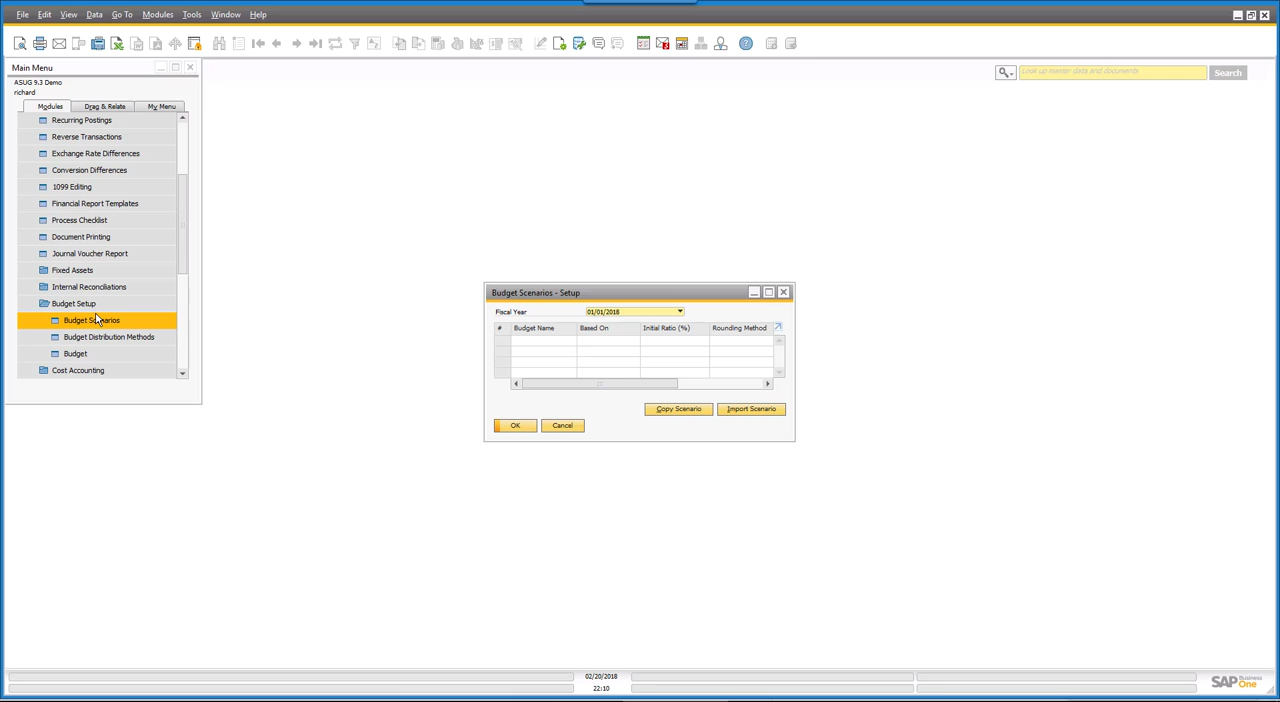 File Edit View Data Go To Modules Tools Window Help
Main Menu
ASUG 9.3 Demo
richard
Modules Drag & Relate My Menu
Look up master data and documents Search
Recurring Postings
Reverse Transactions
Exchange Rate Differences
Conversion Differences
1099 Editing
Financial Report Templates
Process Checklist
Document Printing
Journal Voucher Report
Fixed Assets
Internal Reconciliations
Budget Setup
Budget Scenarios
Budget Distribution Methods
Budget
Cost Accounting
Budget Scenarios - Setup
Fiscal Year 01/01/2018
# Budget Name Based On Initial Ratio (%) Rounding Method
Copy Scenario Import Scenario
OK Cancel
02/20/2018
22:10
SAP Business One